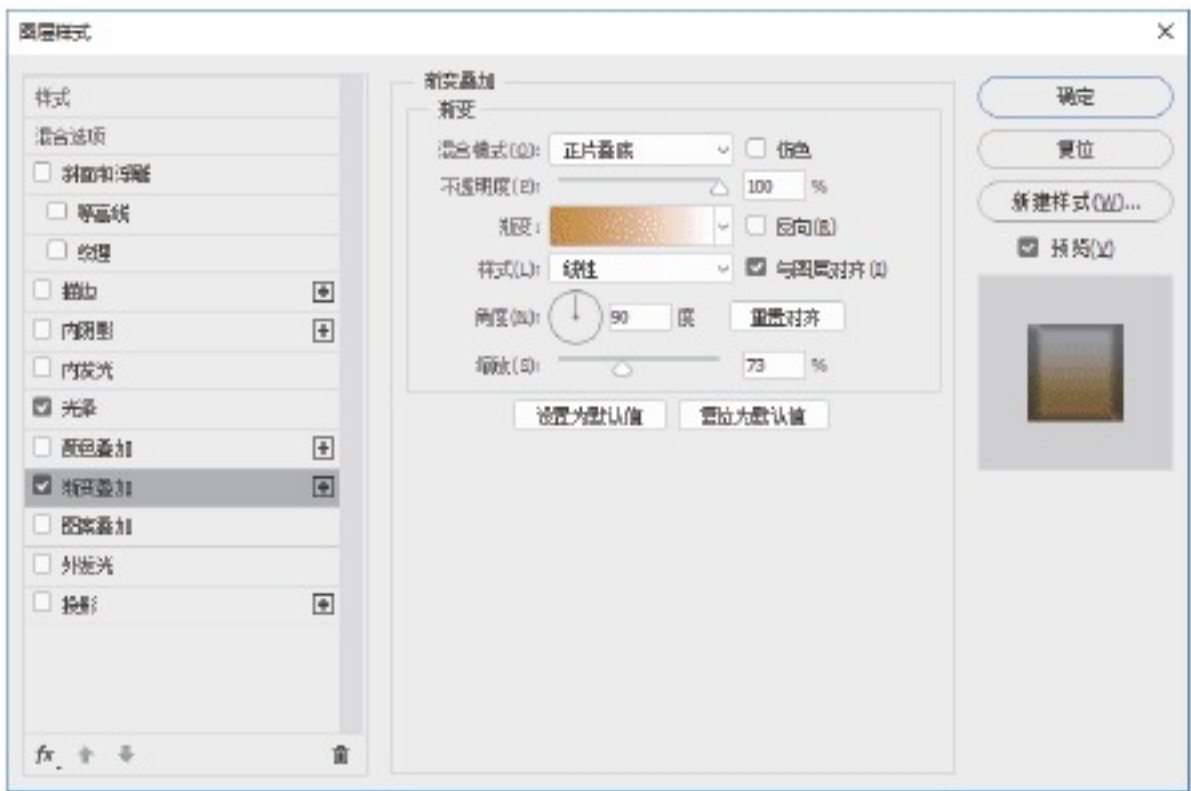 图层样式
样式
混合选项
斜面和浮雕
等高线
纹理
描边
内阴影
内发光
光泽
颜色叠加
渐变叠加
图案叠加
外发光
投影
fx
渐变叠加
渐变
混合模式(O): 正片叠底 仿色
不透明度(P): 100 %
渐变: 反向(R)
样式(L): 线性 与图层对齐(I)
角度(N): 90 度 重置对齐
缩放(S): 73 %
设置为默认值 复位为默认值
确定
复位
新建样式(W)...
预览(V)